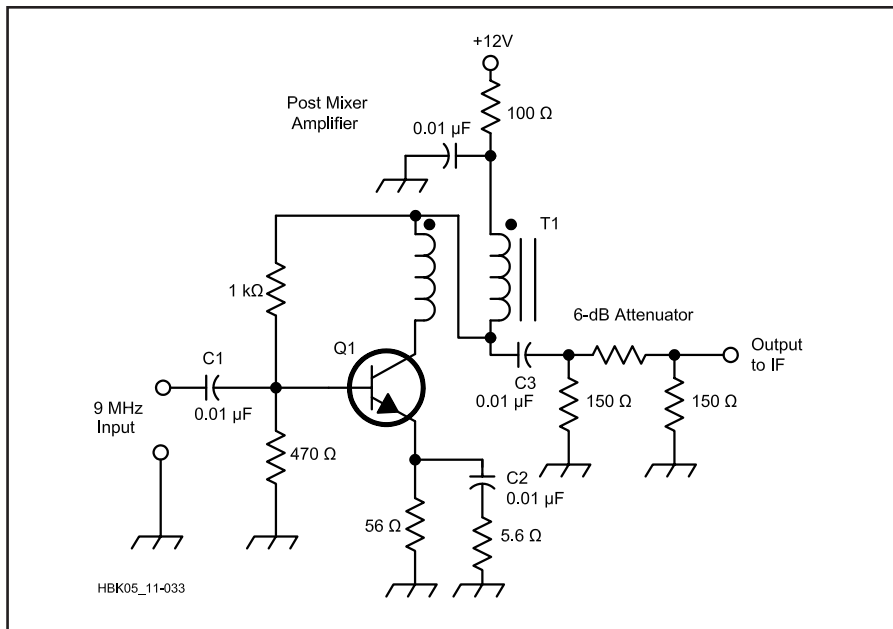 +12V
Post Mixer
Amplifier
100 Ω
0.01 µF
T1
1 kΩ
6-dB Attenuator
Q1
Output
to IF
C1
C3
0.01 µF
0.01 µF
9 MHz
Input
150 Ω
150 Ω
470 Ω
C2
0.01 µF
56 Ω
5.6 Ω
HBK05_11-033